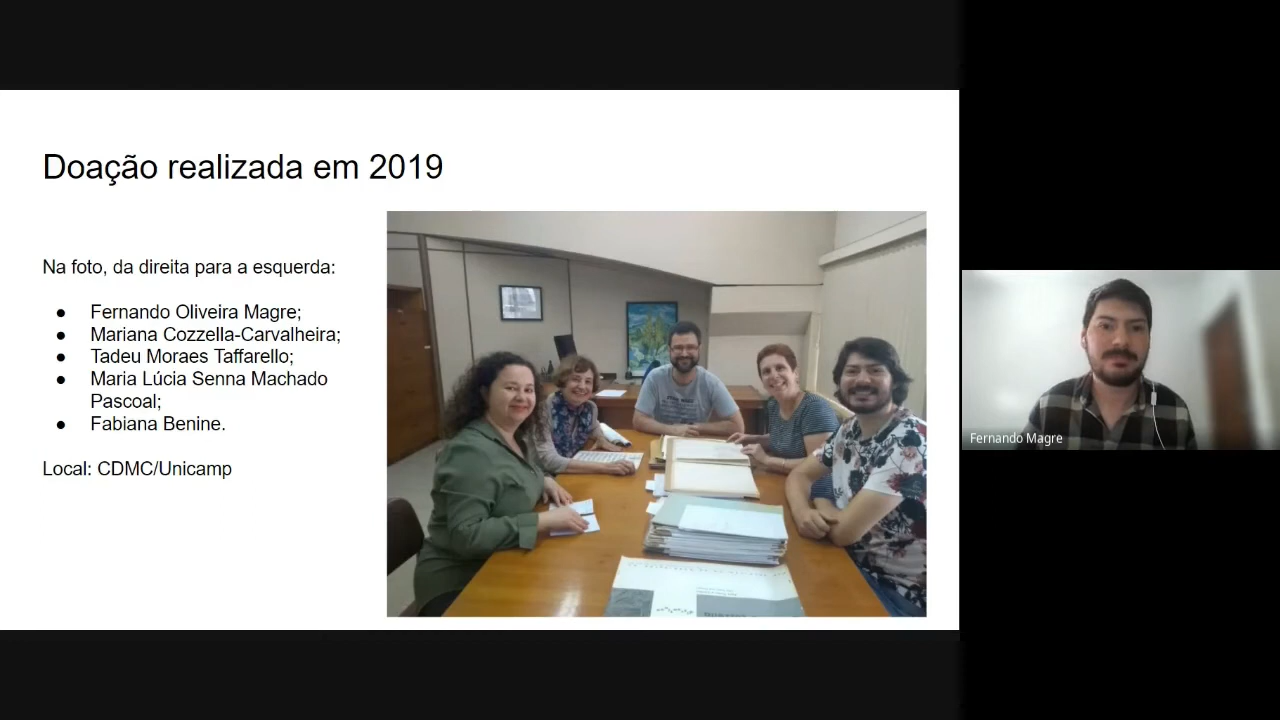 Doação realizada em 2019
Na foto, da direita para a esquerda:
● Fernando Oliveira Magre;
● Mariana Cozzella-Carvalheira;
● Tadeu Moraes Taffarello;
● Maria Lúcia Senna Machado
Pascoal;
● Fabiana Benine.
Local: CDMC/Unicamp
Fernando Magre